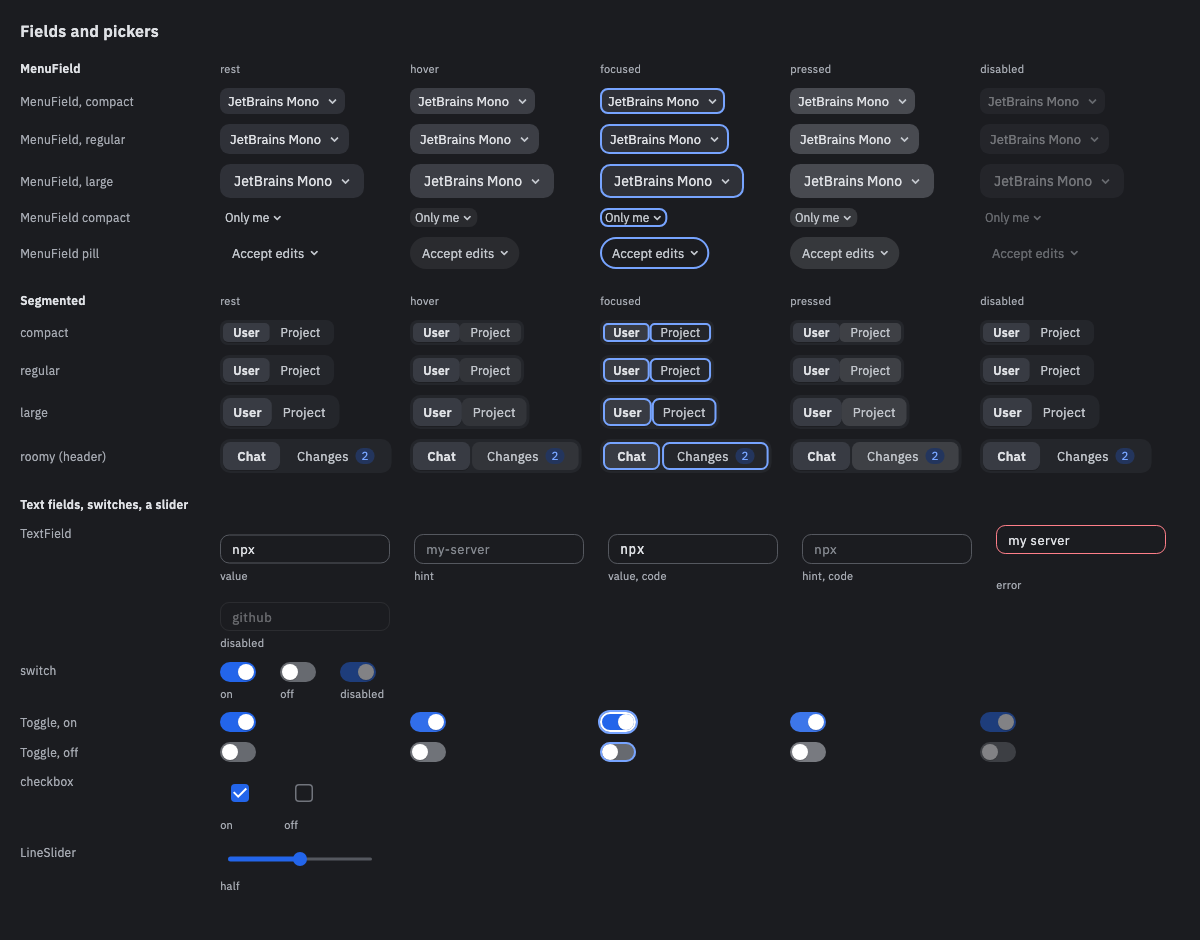 Fields and pickers
MenuField rest hover focused pressed disabled
MenuField, compact JetBrains Mono JetBrains Mono JetBrains Mono JetBrains Mono JetBrains Mono
MenuField, regular JetBrains Mono JetBrains Mono JetBrains Mono JetBrains Mono JetBrains Mono
MenuField, large JetBrains Mono JetBrains Mono JetBrains Mono JetBrains Mono JetBrains Mono
MenuField compact Only me Only me Only me Only me Only me
MenuField pill Accept edits Accept edits Accept edits Accept edits Accept edits
Segmented rest hover focused pressed disabled
compact User Project User Project User Project User Project User Project
regular User Project User Project User Project User Project User Project
large User Project User Project User Project User Project User Project
roomy (header) Chat Changes 2 Chat Changes 2 Chat Changes 2 Chat Changes 2 Chat Changes 2
Text fields, switches, a slider
TextField
npx my-server npx npx my server
value hint value, code hint, code error
github
disabled
switch
on off disabled
Toggle, on
Toggle, off
checkbox
on off
LineSlider
half